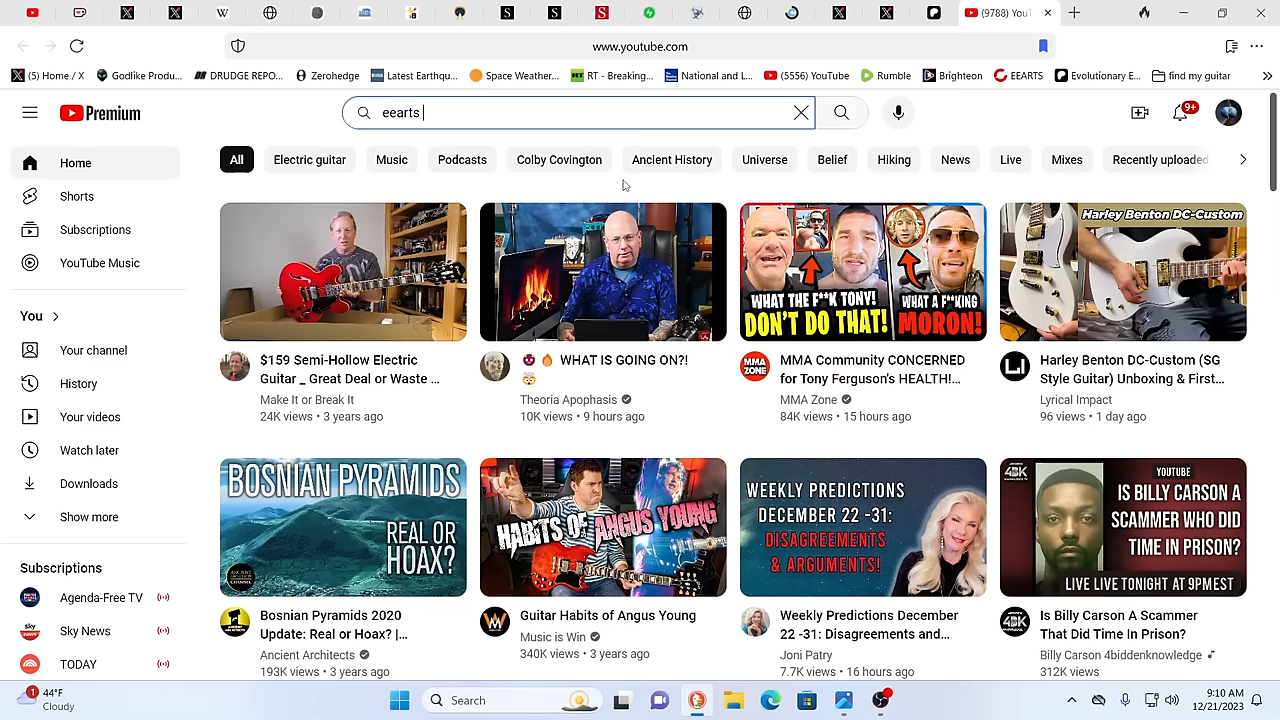 (9788) YouT
www.youtube.com
(5) Home / X
Godlike Produ...
DRUDGE REPO...
Zerohedge
Latest Earthqu...
Space Weather...
RT - Breaking...
National and L...
(5556) YouTube
Rumble
Brighteon
EEARTS
Evolutionary E...
find my guitar
Premium
eearts
9+
All
Electric guitar
Music
Podcasts
Colby Covington
Ancient History
Universe
Belief
Hiking
News
Live
Mixes
Recently uploaded
Home
Shorts
Subscriptions
YouTube Music
You
Your channel
History
Your videos
Watch later
Downloads
Show more
Subscriptions
Agenda-Free TV
Sky News
TODAY
$159 Semi-Hollow Electric
Guitar _ Great Deal or Waste ...
Make It or Break It
24K views • 3 years ago
WHAT IS GOING ON?!
Theoria Apophasis
10K views • 9 hours ago
WHAT THE F**K TONY!
DON'T DO THAT!
WHAT A F**KING
MORON!
MMA ZONE
MMA Community CONCERNED
for Tony Ferguson's HEALTH!...
MMA Zone
84K views • 15 hours ago
Harley Benton DC-Custom
Harley Benton DC-Custom (SG
Style Guitar) Unboxing & First...
Lyrical Impact
96 views • 1 day ago
BOSNIAN PYRAMIDS
REAL OR
HOAX?
Bosnian Pyramids 2020
Update: Real or Hoax? |...
Ancient Architects
193K views • 3 years ago
HABITS OF ANGUS YOUNG
Guitar Habits of Angus Young
Music is Win
340K views • 3 years ago
WEEKLY PREDICTIONS
DECEMBER 22 -31:
DISAGREEMENTS
& ARGUMENTS!
Weekly Predictions December
22 -31: Disagreements and...
Joni Patry
7.7K views • 16 hours ago
4BK
YOUTUBE
IS BILLY CARSON A
SCAMMER WHO DID
TIME IN PRISON?
LIVE LIVE TONIGHT AT 9PMEST
4BK
Is Billy Carson A Scammer
That Did Time In Prison?
Billy Carson 4biddenknowledge
312K views
1
44°F
Cloudy
Search
9:10 AM
12/21/2023